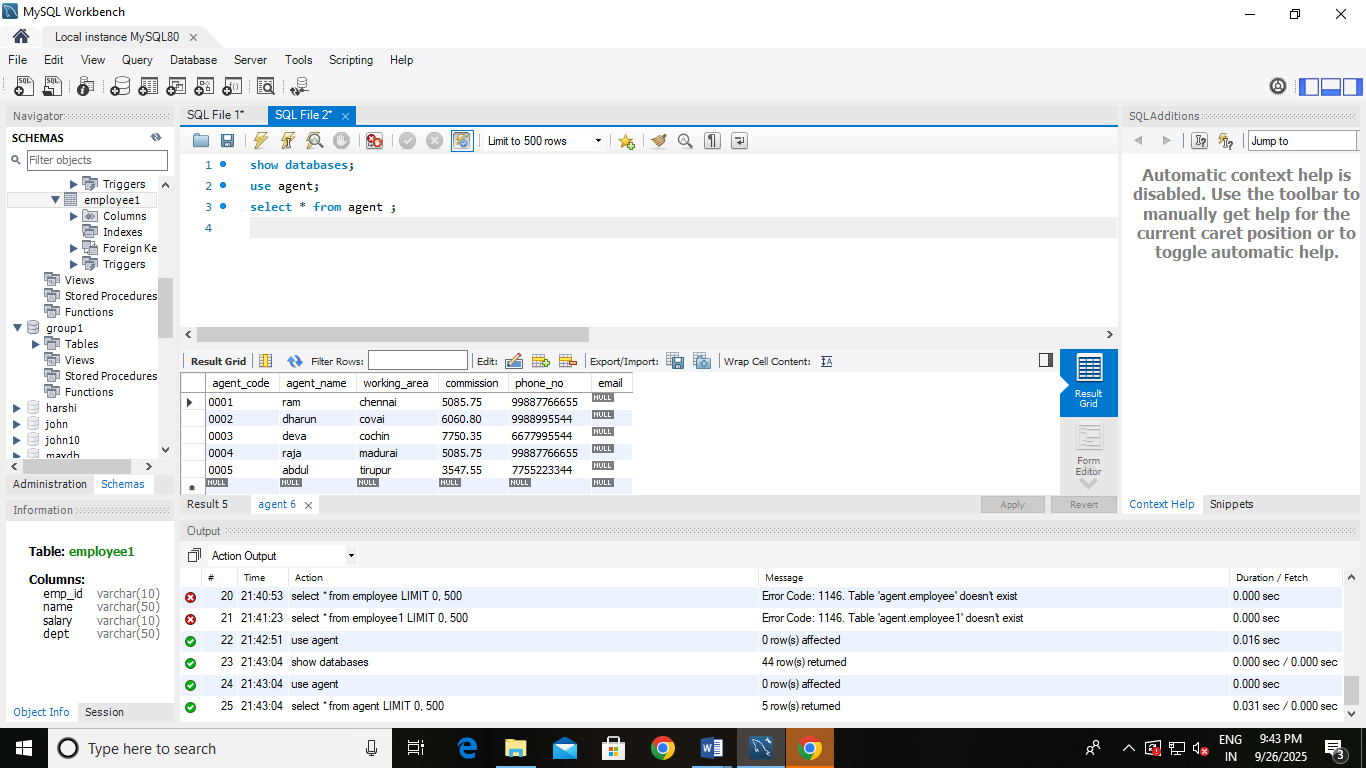 MySQL Workbench
Local instance MySQL80
File Edit View Query Database Server Tools Scripting Help
Navigator
SCHEMAS
Filter objects
Triggers
employee1
Columns
Indexes
Foreign Ke
Triggers
Views
Stored Procedures
Functions
group1
Tables
Views
Stored Procedures
Functions
harshi
john
john10
maxdb
Administration Schemas
Information
Table: employee1
Columns:
emp_id varchar(10)
name varchar(50)
salary varchar(10)
dept varchar(50)
Object Info Session
SQL File 1* SQL File 2*
Limit to 500 rows
1 show databases;
2 use agent;
3 select * from agent ;
4
Result Grid Filter Rows: Edit: Export/Import: Wrap Cell Content:
agent_code agent_name working_area commission phone_no email
0001 ram chennai 5085.75 99887766655 NULL
0002 dharun covai 6060.80 9988995544 NULL
0003 deva cochin 7750.35 6677995544 NULL
0004 raja madurai 5085.75 99887766655 NULL
0005 abdul tirupur 3547.55 7755223344 NULL
NULL NULL NULL NULL NULL NULL
Result
Grid
Form
Editor
Result 5 agent 6 Apply Revert
SQLAdditions
Jump to
Automatic context help is
disabled. Use the toolbar to
manually get help for the
current caret position or to
toggle automatic help.
Context Help Snippets
Output
Action Output
# Time Action Message Duration / Fetch
20 21:40:53 select * from employee LIMIT 0, 500 Error Code: 1146. Table 'agent.employee' doesn't exist 0.000 sec
21 21:41:23 select * from employee1 LIMIT 0, 500 Error Code: 1146. Table 'agent.employee1' doesn't exist 0.000 sec
22 21:42:51 use agent 0 row(s) affected 0.016 sec
23 21:43:04 show databases 44 row(s) returned 0.000 sec / 0.000 sec
24 21:43:04 use agent 0 row(s) affected 0.000 sec
25 21:43:04 select * from agent LIMIT 0, 500 5 row(s) returned 0.031 sec / 0.000 sec
Type here to search
ENG
IN
9:43 PM
9/26/2025
3